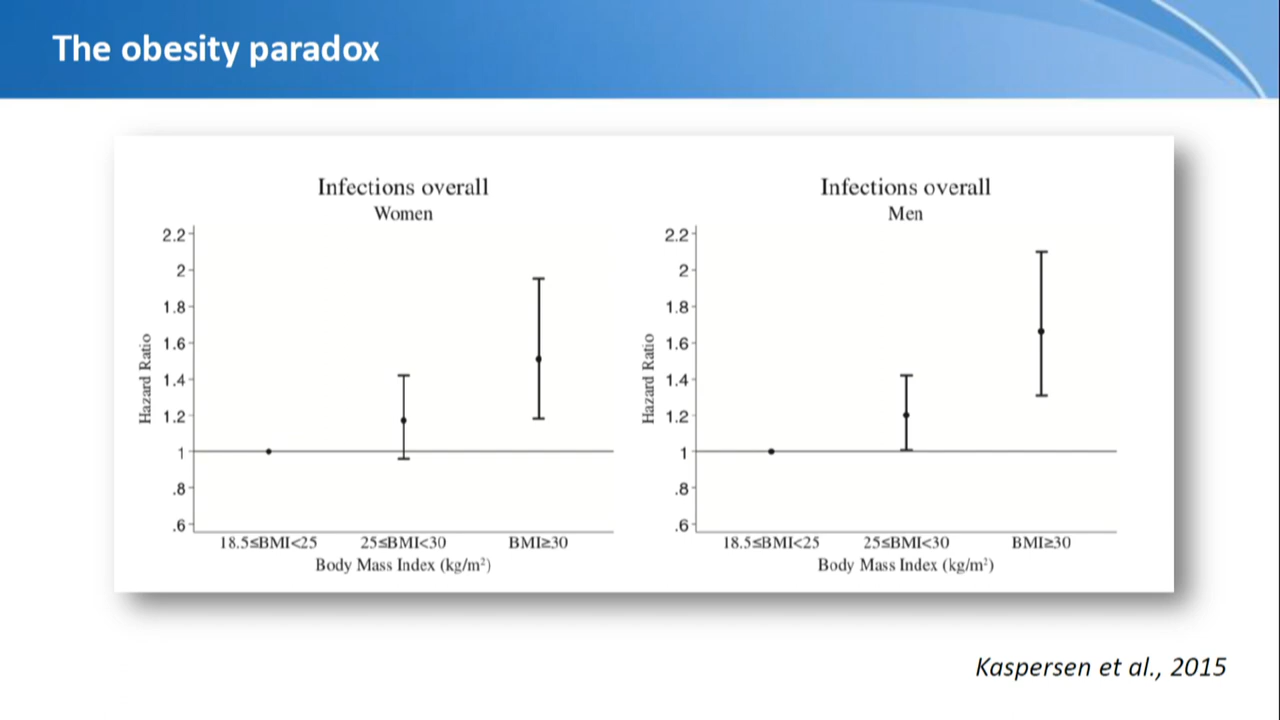 The obesity paradox
Infections overall
Women
Hazard Ratio
2.2
2
1.8
1.6
1.4
1.2
1
.8
.6
18.5≤BMI<25 25≤BMI<30 BMI≥30
Body Mass Index (kg/m²)
Infections overall
Men
Hazard Ratio
2.2
2
1.8
1.6
1.4
1.2
1
.8
.6
18.5≤BMI<25 25≤BMI<30 BMI≥30
Body Mass Index (kg/m²)
Kaspersen et al., 2015